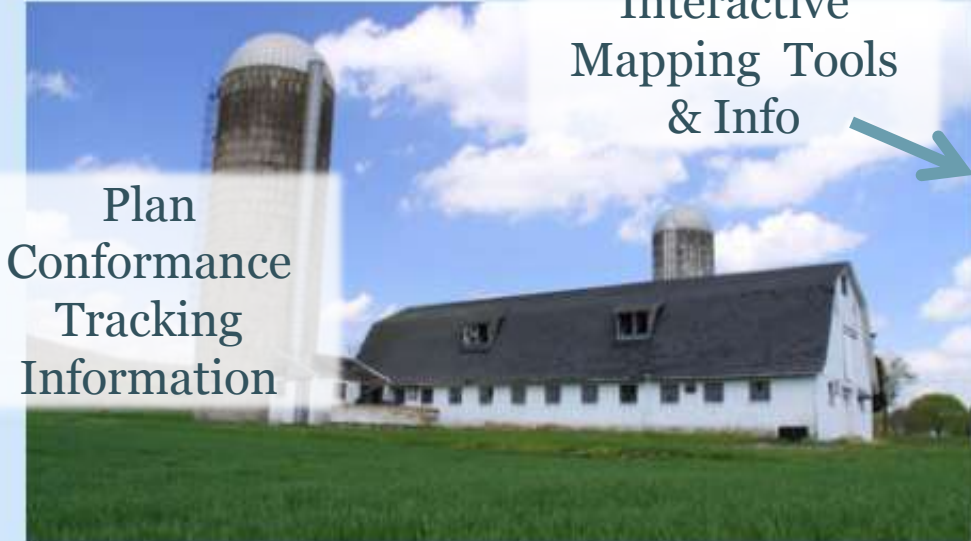 Interactive
Mapping Tools
& Info
Plan
Conformance
Tracking
Information